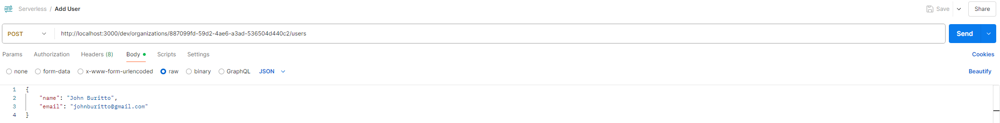 HTTP Serverless / Add User Save Share
POST http://localhost:3000/dev/organizations/887099fd-59d2-4ae6-a3ad-536504d440c2/users Send
Params Authorization Headers (8) Body Scripts Settings Cookies
none form-data x-www-form-urlencoded raw binary GraphQL JSON Beautify
1 {
2 "name": "John Buritto",
3 "email": "johnburitto@gmail.com"
4 }